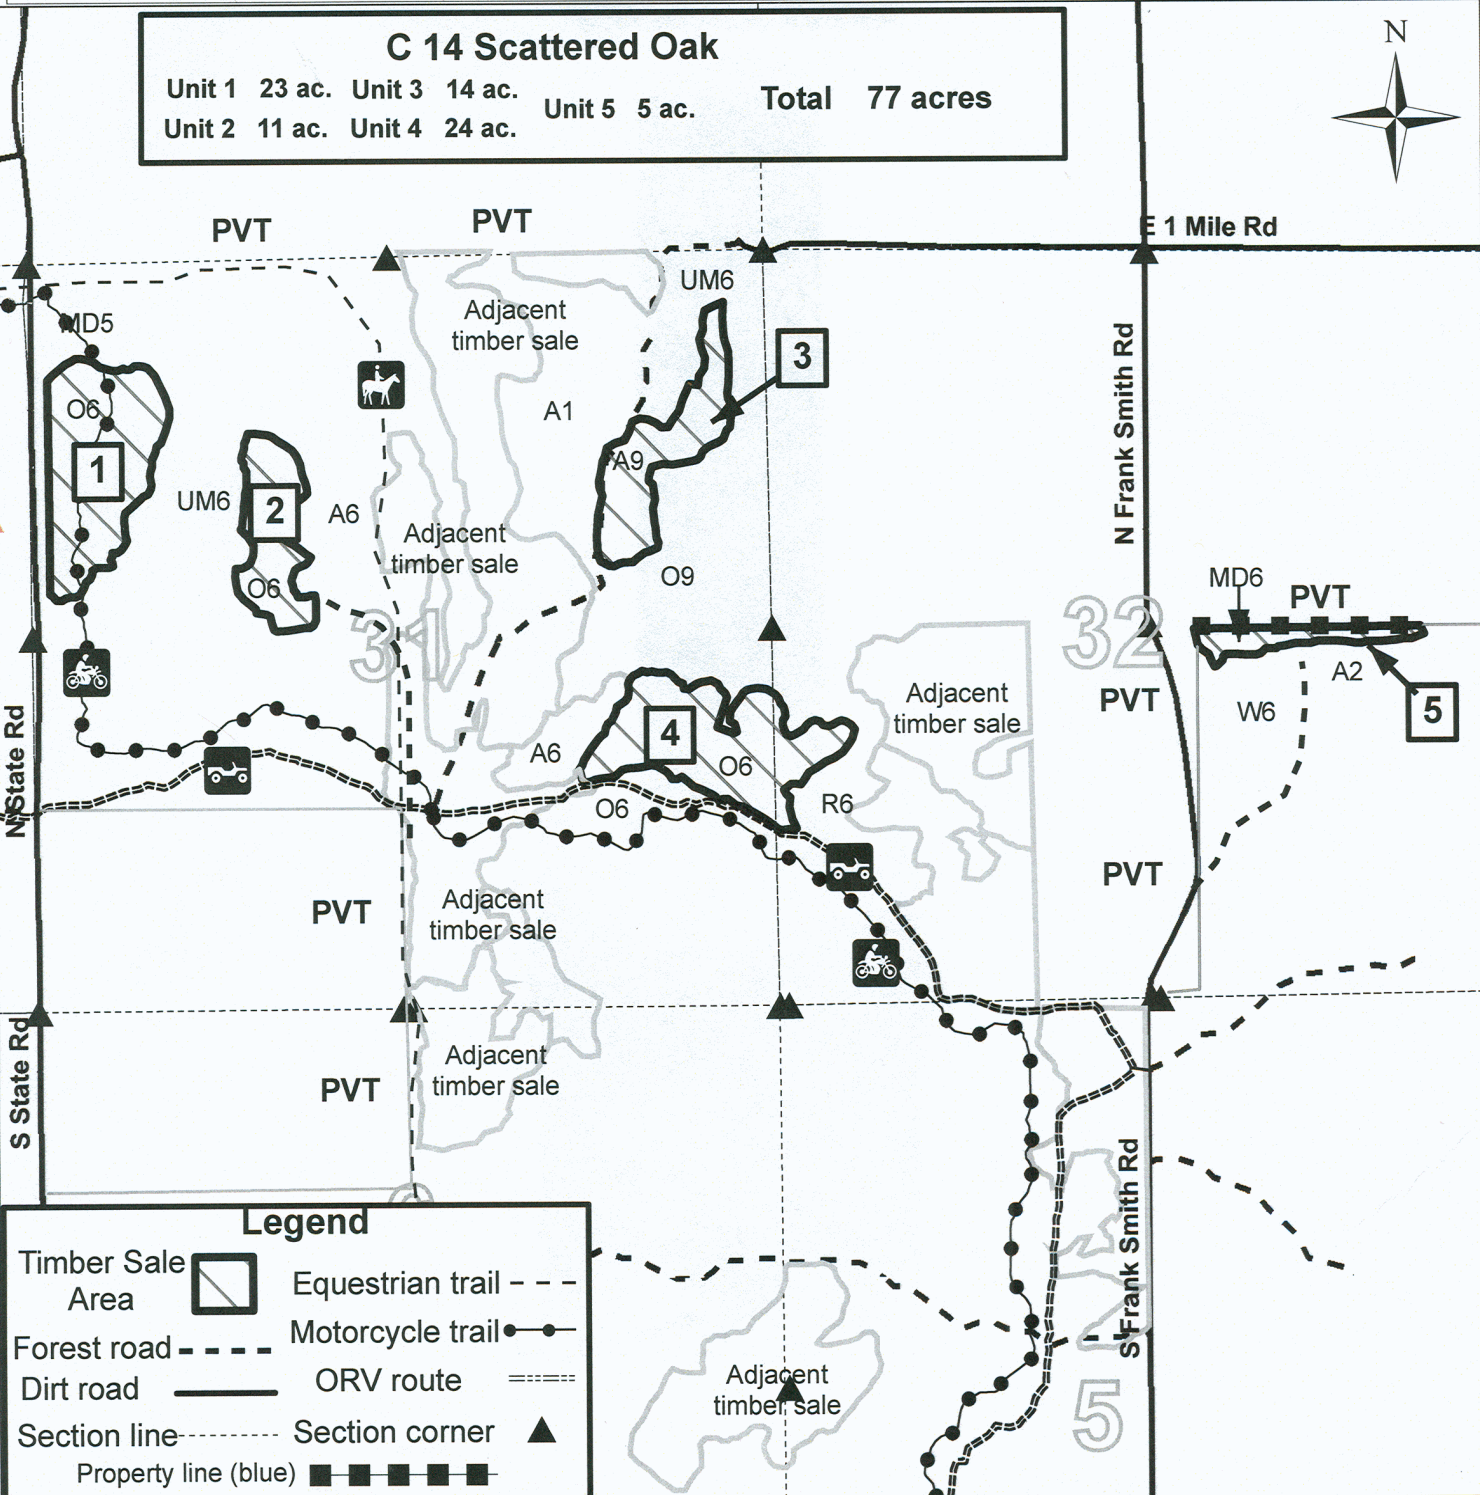 C 14 Scattered Oak
Unit 1 23 ac. Unit 3 14 ac.
Unit 5 5 ac. Total 77 acres
Unit 2 11 ac. Unit 4 24 ac.
N
PVT
PVT
E 1 Mile Rd
UM6
Adjacent
timber sale
MD5
3
N Frank Smith Rd
O6
A1
1
A9
UM6
2
A6
Adjacent
timber sale
O9
O6
MD6
PVT
31
32
A2
PVT
Adjacent
timber sale
W6
5
N State Rd
4
A6
O6
O6
R6
PVT
PVT
Adjacent
timber sale
S State Rd
Adjacent
timber sale
PVT
S Frank Smith Rd
Adjacent
timber sale
5
Legend
Timber Sale
Area
Equestrian trail
Motorcycle trail
Forest road
ORV route
Dirt road
Section line
Section corner
Property line (blue)